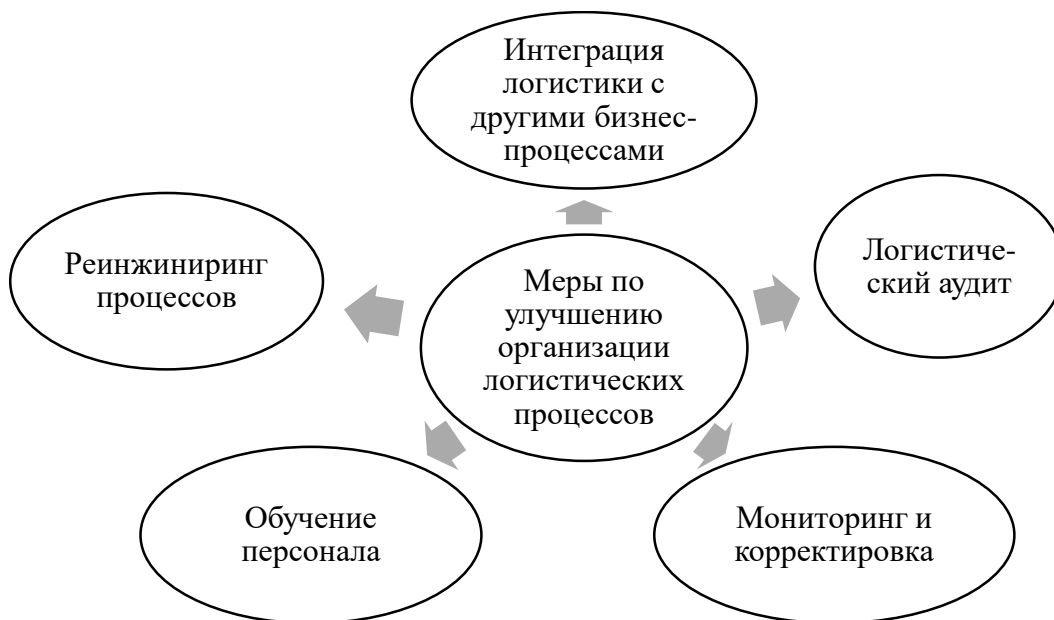 Интеграция
логистики с
другими бизнес-
процессами
Реинжиниринг
процессов
Логистиче-
ский аудит
Меры по
улучшению
организации
логистических
процессов
Обучение
персонала
Мониторинг и
корректировка